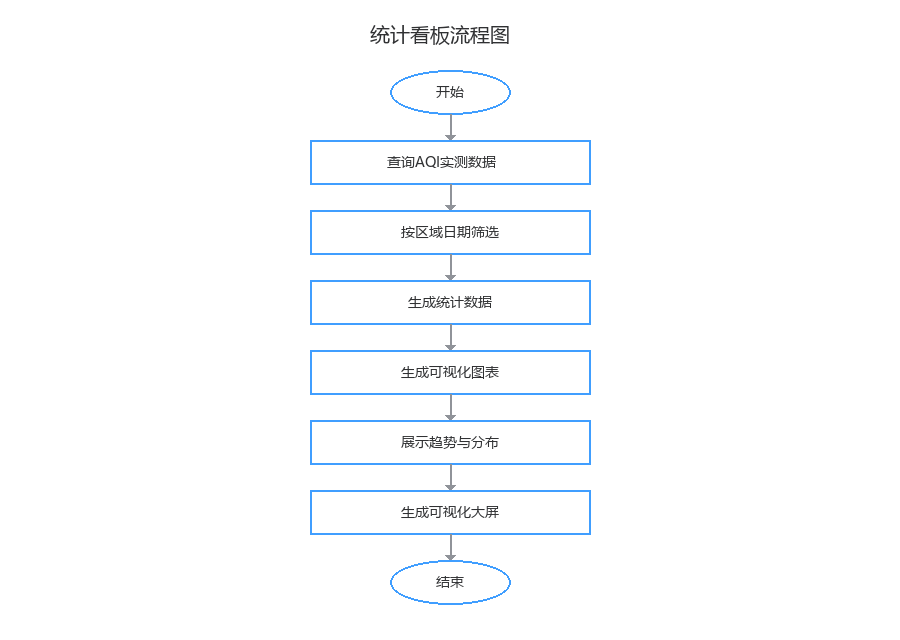 统计看板流程图
开始
查询AQI实测数据
按区域日期筛选
生成统计数据
生成可视化图表
展示趋势与分布
生成可视化大屏
结束